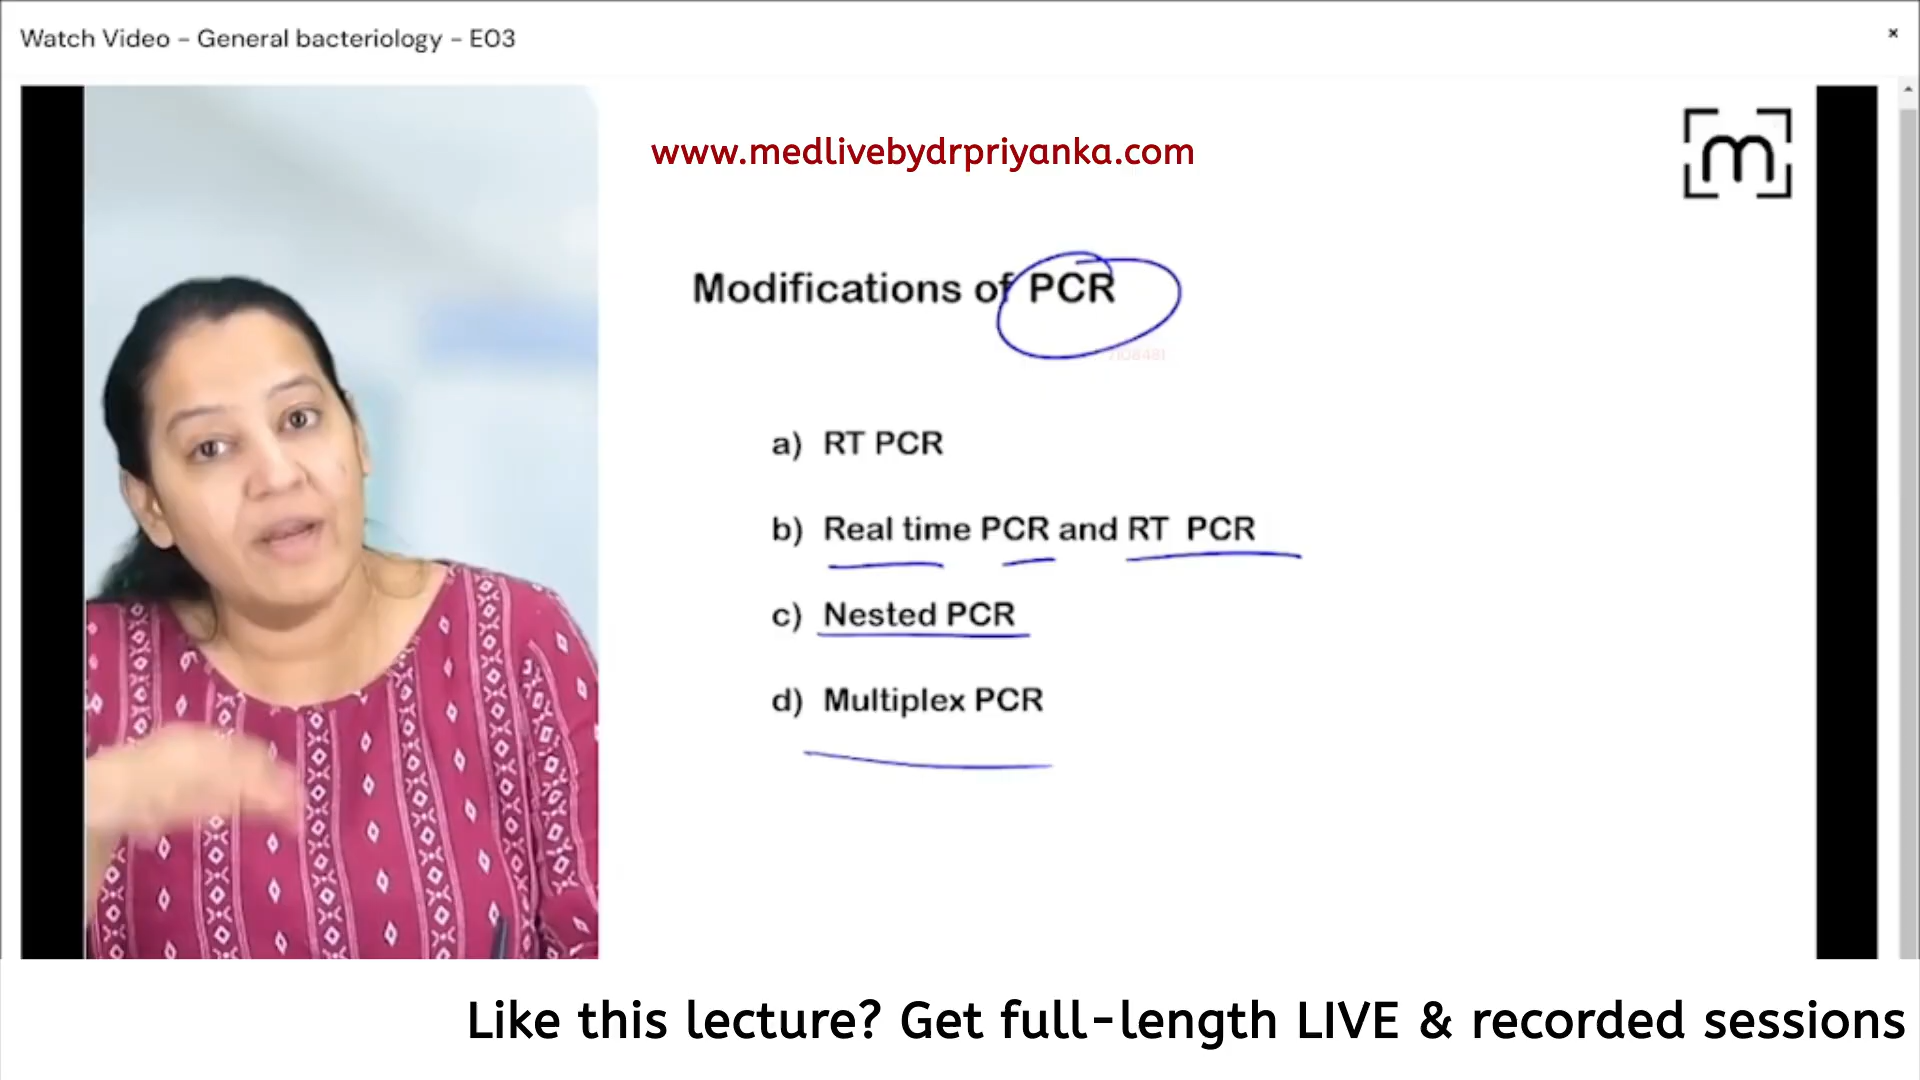 Watch Video - General bacteriology - E03
×
www.medlivebydrpriyanka.com
m
Modifications of PCR
7108481
a) RT PCR
b) Real time PCR and RT PCR
c) Nested PCR
d) Multiplex PCR
Like this lecture? Get full-length LIVE & recorded sessions